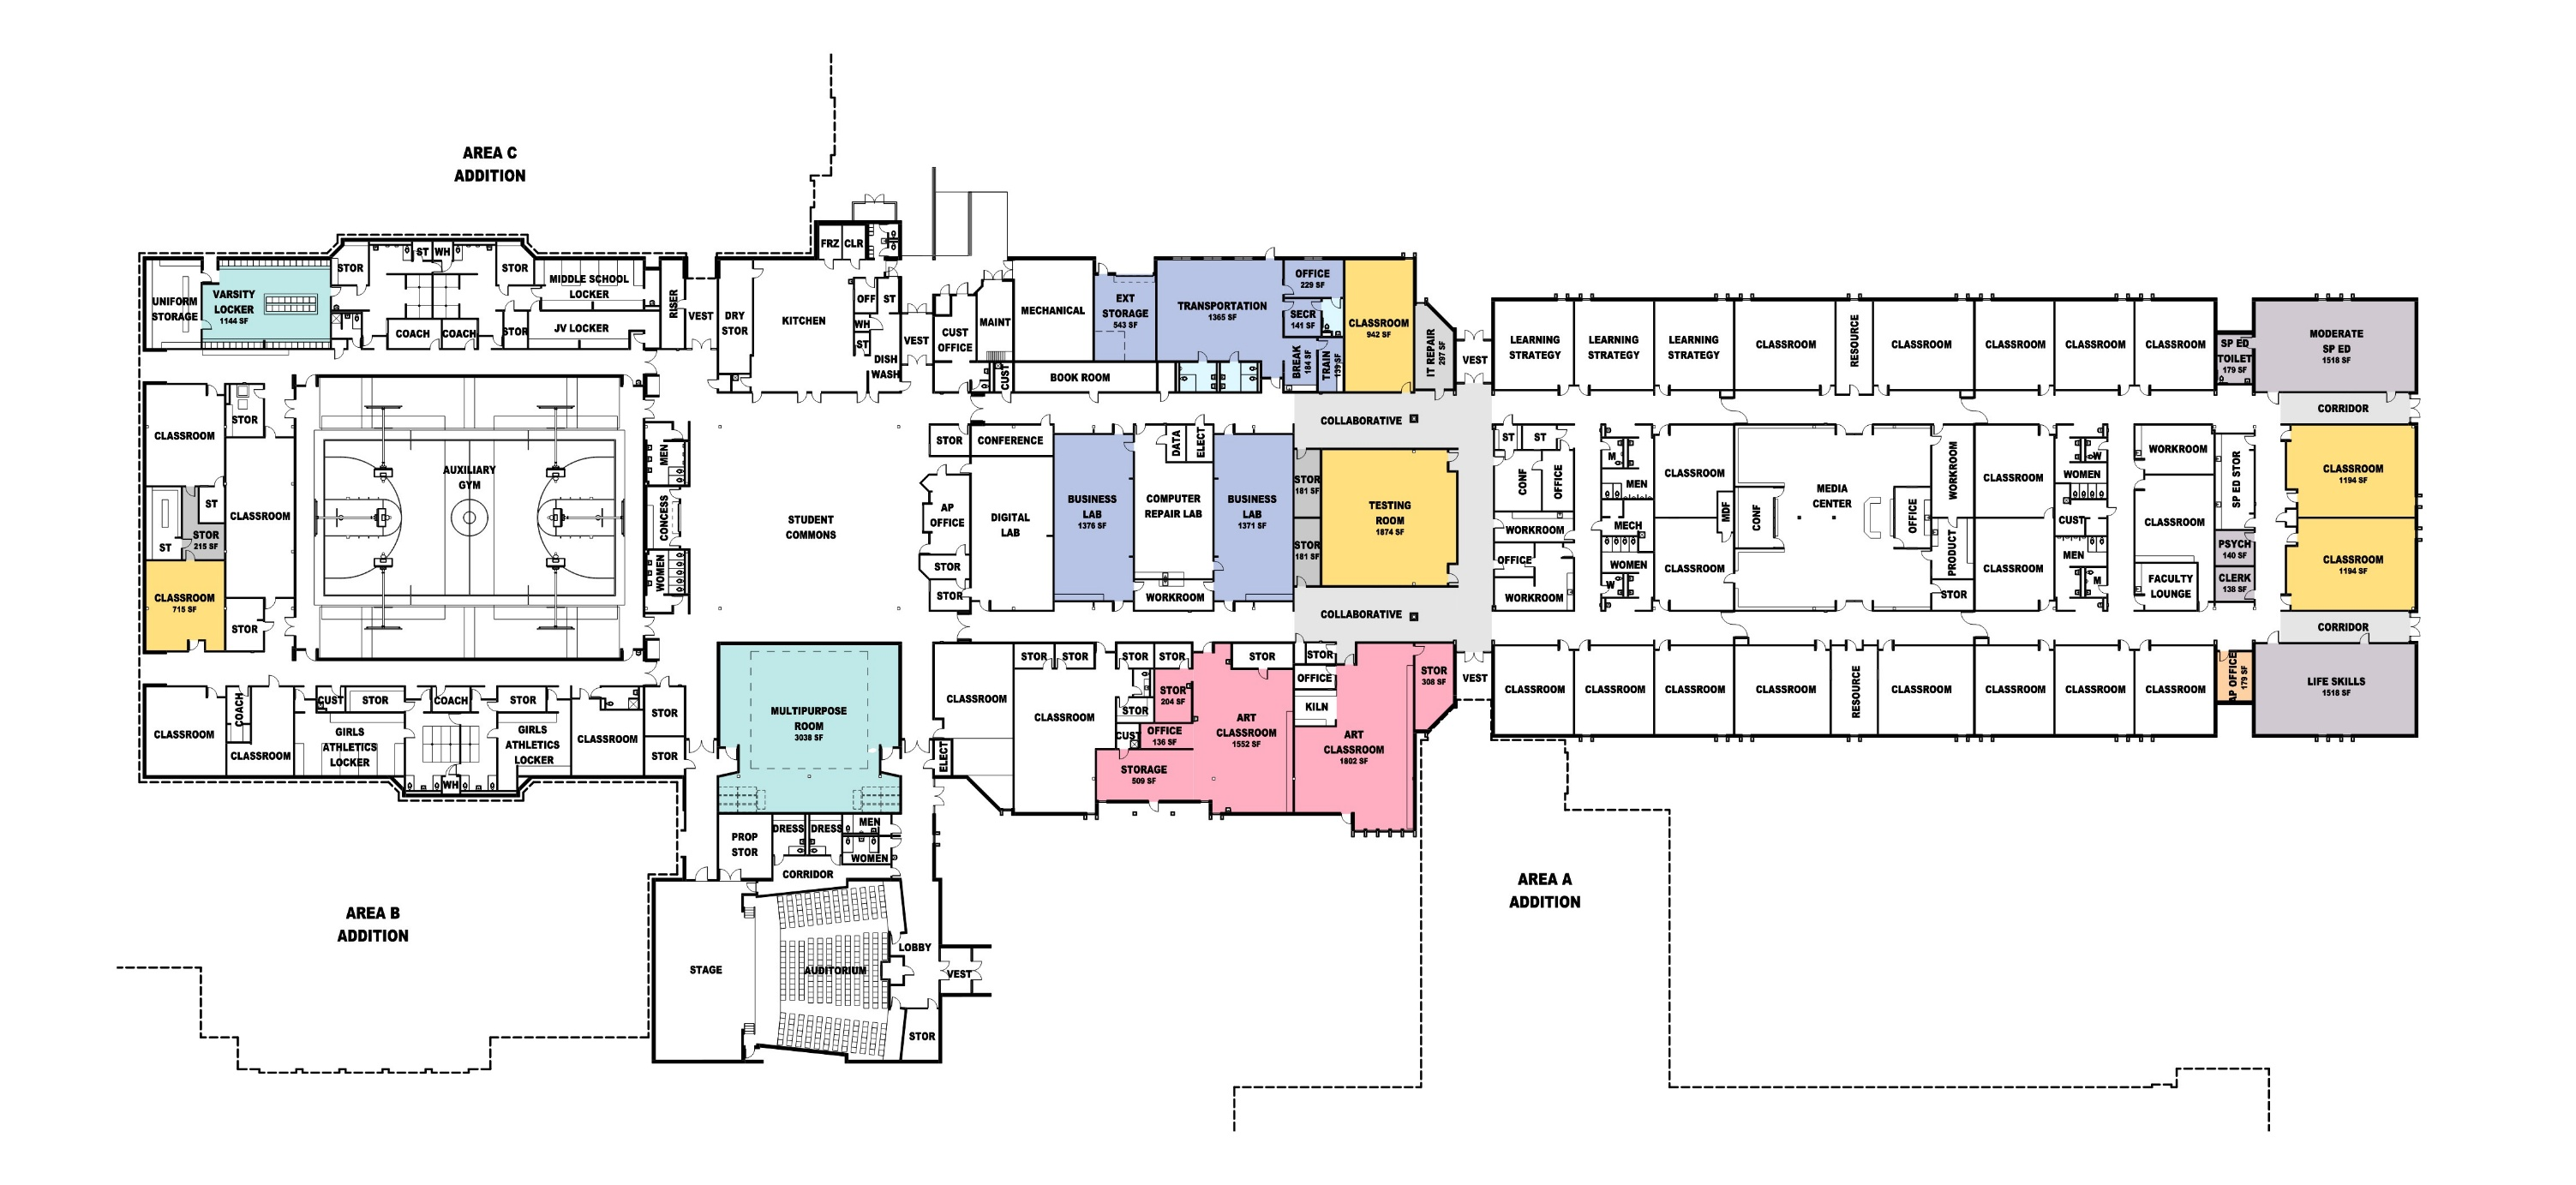 AREA C
ADDITION
UNIFORM
STORAGE
VARSITY
LOCKER
1144 SF
STOR
ST
WH
STOR
MIDDLE SCHOOL
LOCKER
COACH
COACH
STOR
JV LOCKER
RISER
VEST
DRY
STOR
KITCHEN
FRZ
CLR
OFF
ST
WH
ST
DISH
WASH
VEST
CUST
OFFICE
MAINT
CUST
MECHANICAL
BOOK ROOM
EXT
STORAGE
543 SF
TRANSPORTATION
1365 SF
OFFICE
229 SF
SECR
141 SF
BREAK
184 SF
TRAIN
139 SF
CLASSROOM
942 SF
IT REPAIR
297 SF
VEST
LEARNING
STRATEGY
LEARNING
STRATEGY
LEARNING
STRATEGY
CLASSROOM
RESOURCE
CLASSROOM
CLASSROOM
CLASSROOM
CLASSROOM
SP ED
TOILET
179 SF
MODERATE
SP ED
1518 SF
CORRIDOR
CLASSROOM
STOR
CLASSROOM
ST
STOR
215 SF
ST
CLASSROOM
715 SF
STOR
AUXILIARY
GYM
MEN
CONCESS
WOMEN
STUDENT
COMMONS
STOR
CONFERENCE
AP
OFFICE
STOR
STOR
DIGITAL
LAB
BUSINESS
LAB
1376 SF
DATA
ELECT
COMPUTER
REPAIR LAB
WORKROOM
BUSINESS
LAB
1371 SF
COLLABORATIVE
STOR
181 SF
STOR
181 SF
TESTING
ROOM
1874 SF
COLLABORATIVE
ST
ST
CONF
OFFICE
WORKROOM
OFFICE
WORKROOM
M
MEN
MECH
WOMEN
W
CLASSROOM
CLASSROOM
MDF
CONF
MEDIA
CENTER
OFFICE
WORKROOM
PRODUCT
STOR
CLASSROOM
CLASSROOM
W
WOMEN
CUST
MEN
M
WORKROOM
CLASSROOM
FACULTY
LOUNGE
SP ED STOR
PSYCH
140 SF
CLERK
138 SF
CLASSROOM
1194 SF
CLASSROOM
1194 SF
CORRIDOR
CLASSROOM
COACH
CLASSROOM
CUST
STOR
GIRLS
ATHLETICS
LOCKER
COACH
WH
STOR
GIRLS
ATHLETICS
LOCKER
CLASSROOM
STOR
STOR
MULTIPURPOSE
ROOM
3038 SF
ELECT
CLASSROOM
STOR
STOR
CLASSROOM
STOR
STOR
STOR
STOR
204 SF
STOR
CUST
OFFICE
136 SF
STORAGE
509 SF
ART
CLASSROOM
1552 SF
STOR
OFFICE
KILN
ART
CLASSROOM
1802 SF
STOR
308 SF
VEST
CLASSROOM
CLASSROOM
CLASSROOM
CLASSROOM
RESOURCE
CLASSROOM
CLASSROOM
CLASSROOM
CLASSROOM
AP OFFICE
179 SF
LIFE SKILLS
1518 SF
PROP
STOR
DRESS
DRESS
MEN
WOMEN
CORRIDOR
STAGE
AUDITORIUM
LOBBY
VEST
STOR
AREA B
ADDITION
AREA A
ADDITION